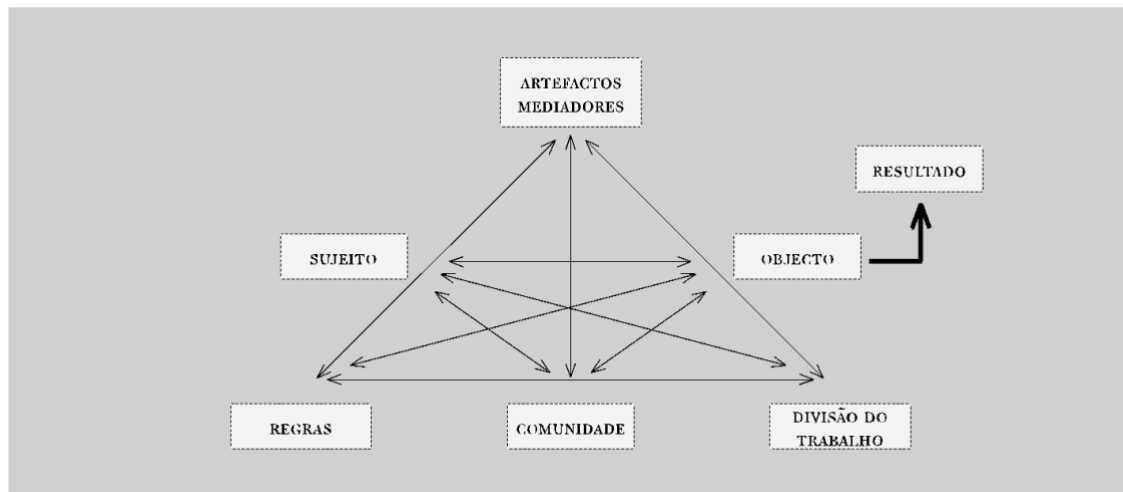 ARTEFACTOS
MEDIADORES
RESULTADO
SUJEITO
OBJECTO
REGRAS
COMUNIDADE
DIVISÃO DO
TRABALHO